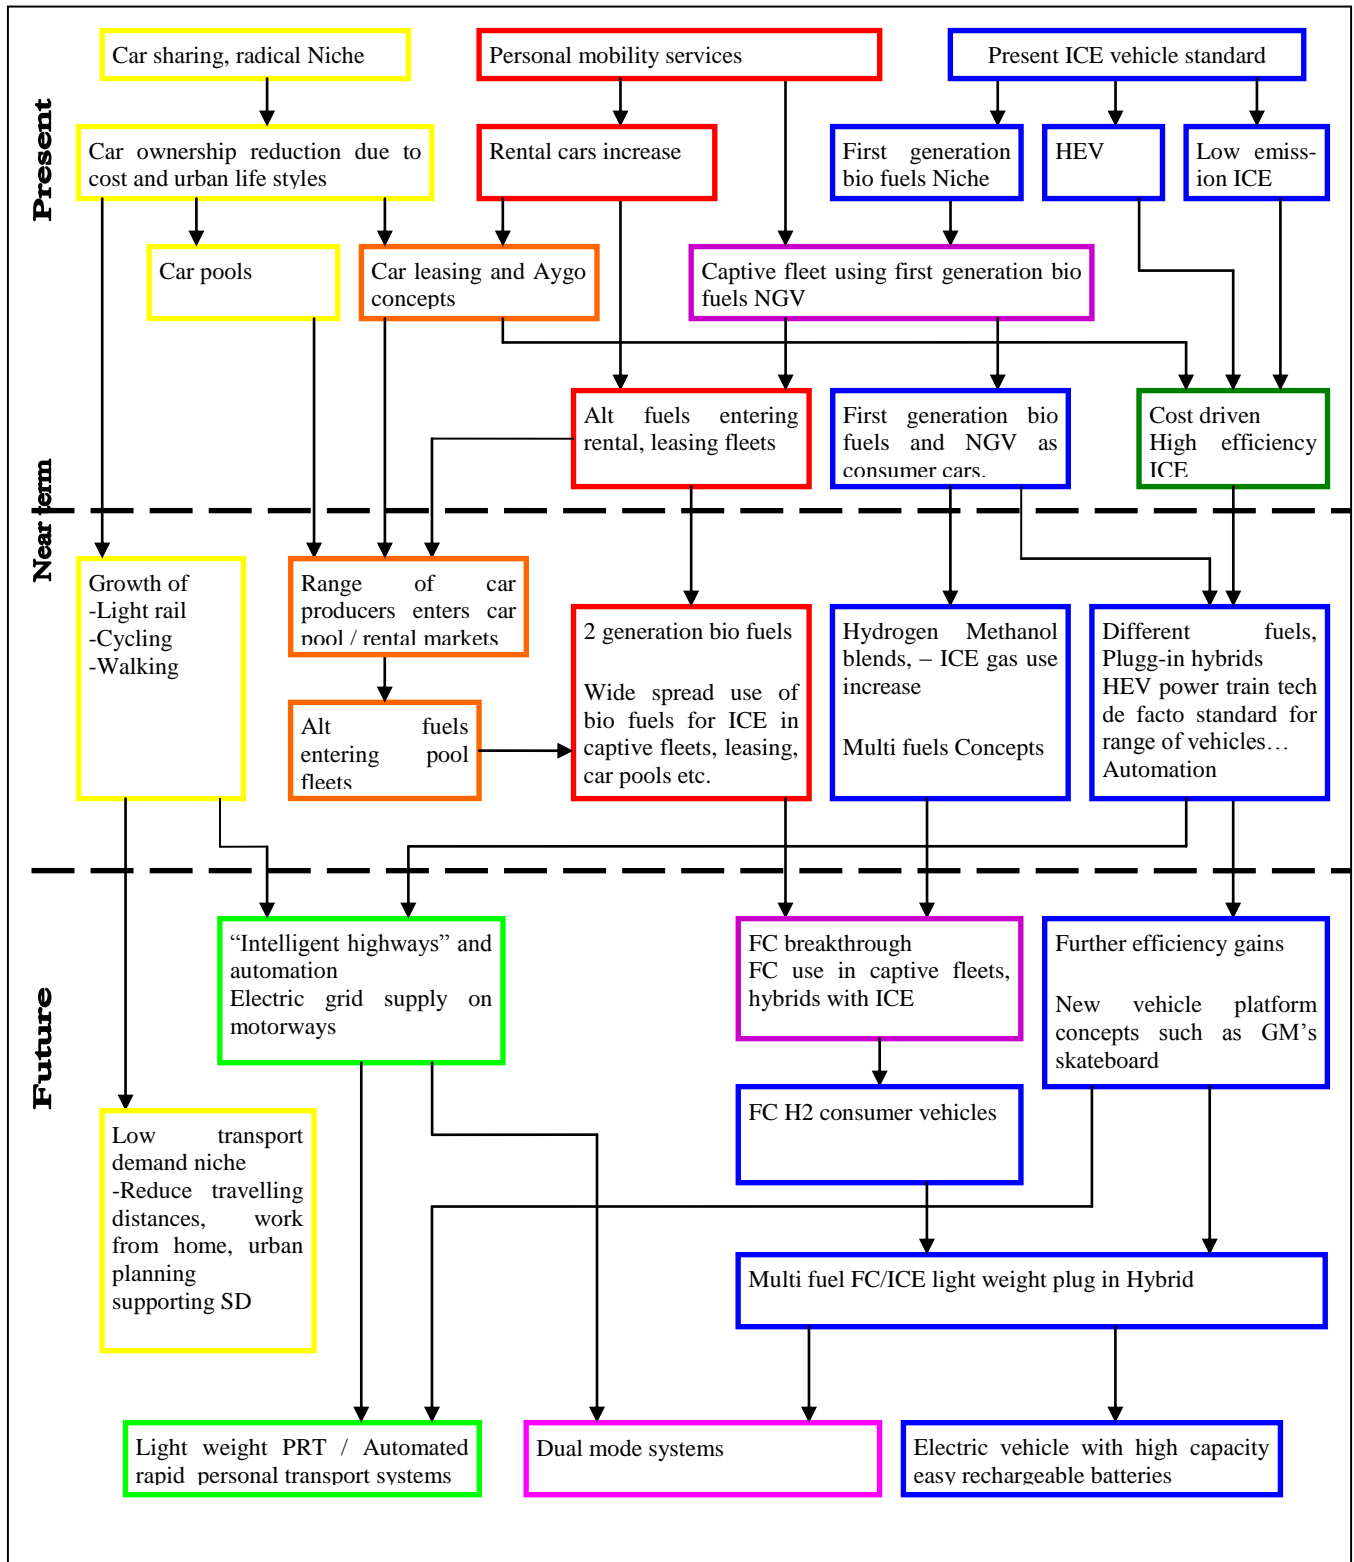 Car sharing, radical Niche
Personal mobility services
Present ICE vehicle standard
Present
Car ownership reduction due to
cost and urban life styles
Rental cars increase
First generation
bio fuels Niche
HEV
Low emis-
sion ICE
Car pools
Car leasing and Aygo
concepts
Captive fleet using first generation bio
fuels NGV
Alt fuels entering
rental, leasing fleets
First generation bio
fuels and NGV as
consumer cars.
Cost driven
High efficiency
ICE
Near term
Growth of
-Light rail
-Cycling
-Walking
Range of car
producers enters car
pool / rental markets
2 generation bio fuels
Wide spread use of
bio fuels for ICE in
captive fleets, leasing,
car pools etc.
Hydrogen Methanol
blends, – ICE gas use
increase
Multi fuels Concepts
Different fuels,
Plugg-in hybrids
HEV power train tech
de facto standard for
range of vehicles…
Automation
Alt fuels
entering pool
fleets
Future
“Intelligent highways” and
automation
Electric grid supply on
motorways
FC breakthrough
FC use in captive fleets,
hybrids with ICE
Further efficiency gains
New vehicle platform
concepts such as GM’s
skateboard
FC H2 consumer vehicles
Low transport
demand niche
-Reduce travelling
distances, work
from home, urban
planning
supporting SD
Multi fuel FC/ICE light weight plug in Hybrid
Light weight PRT / Automated
rapid personal transport systems
Dual mode systems
Electric vehicle with high capacity
easy rechargeable batteries